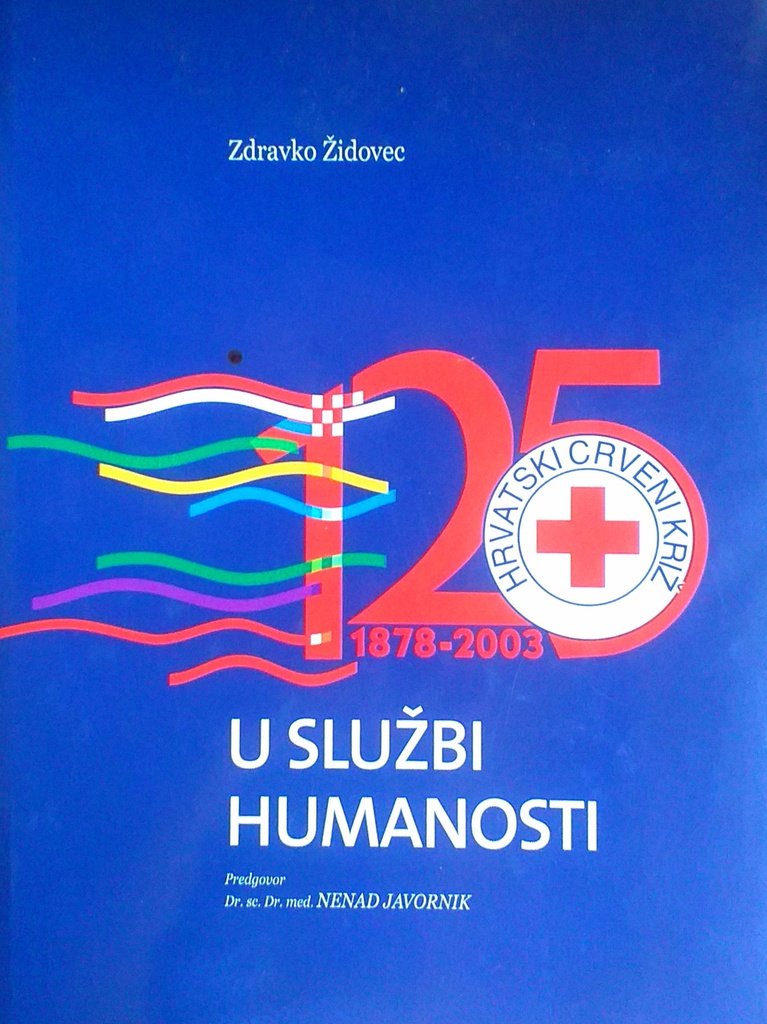 Zdravko Židovec
125
HRVATSKI CRVENI KRIŽ
1878-2003
U SLUŽBI
HUMANOSTI
Predgovor
Dr. sc. Dr. med. NENAD JAVORNIK